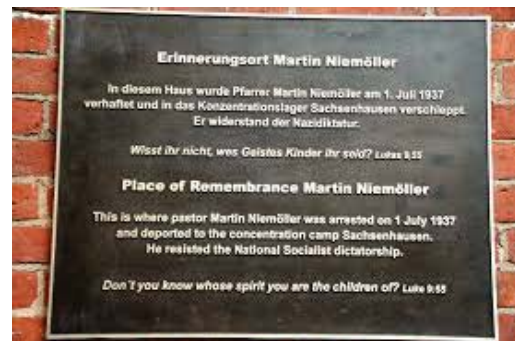 Erinnerungsort Martin Niemöller
In diesem Haus wurde Pfarrer Martin Niemöller am 1. Juli 1937
verhaftet und in das Konzentrationslager Sachsenhausen verschleppt.
Er widerstand der Nazidiktatur.
Wisst ihr nicht, wes Geistes Kinder ihr seid? Lukas 9,55
Place of Remembrance Martin Niemöller
This is where pastor Martin Niemöller was arrested on 1 July 1937
and deported to the concentration camp Sachsenhausen.
He resisted the National Socialist dictatorship.
Don´t you know whose spirit you are the children of? Luke 9:55